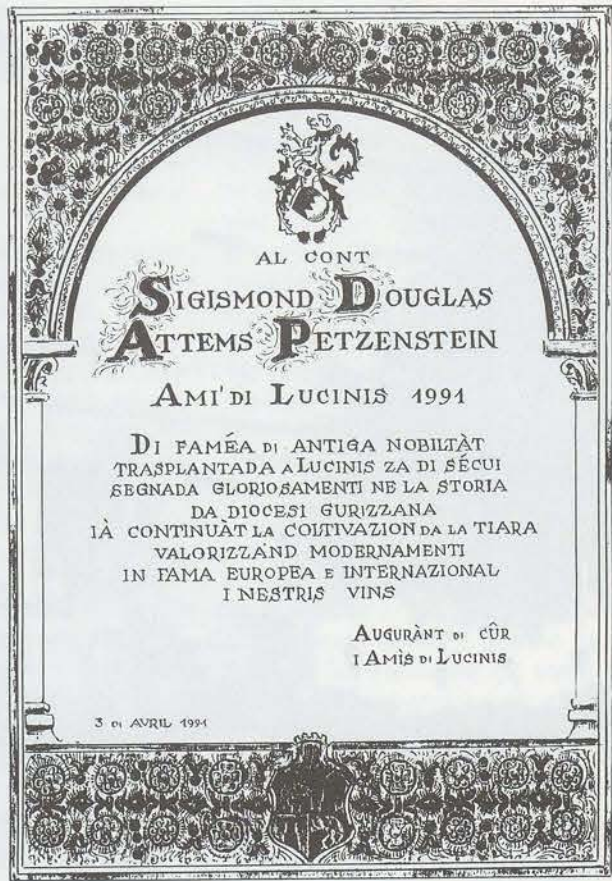 AL CONT
SIGISMOND DOUGLAS
ATTEMS PETZENSTEIN
AMI' DI LUCINIS 1991
DI FAMÉA DI ANTIGA NOBILTÀT
TRASPLANTADA A LUCINIS ZA DI SÉCUI
SEGNADA GLORIOSAMENTI NE LA STORIA
DA DIOCESI GURIZZANA
IÀ CONTINUÀT LA COLTIVAZION DA LA TIARA
VALORIZZÀND MODERNAMENTI
IN FAMA EUROPEA E INTERNAZIONAL
I NESTRIS VINS
AUGURÀNT DI CÛR
I AMÌS DI LUCINIS
3 DI AVRIL 1991